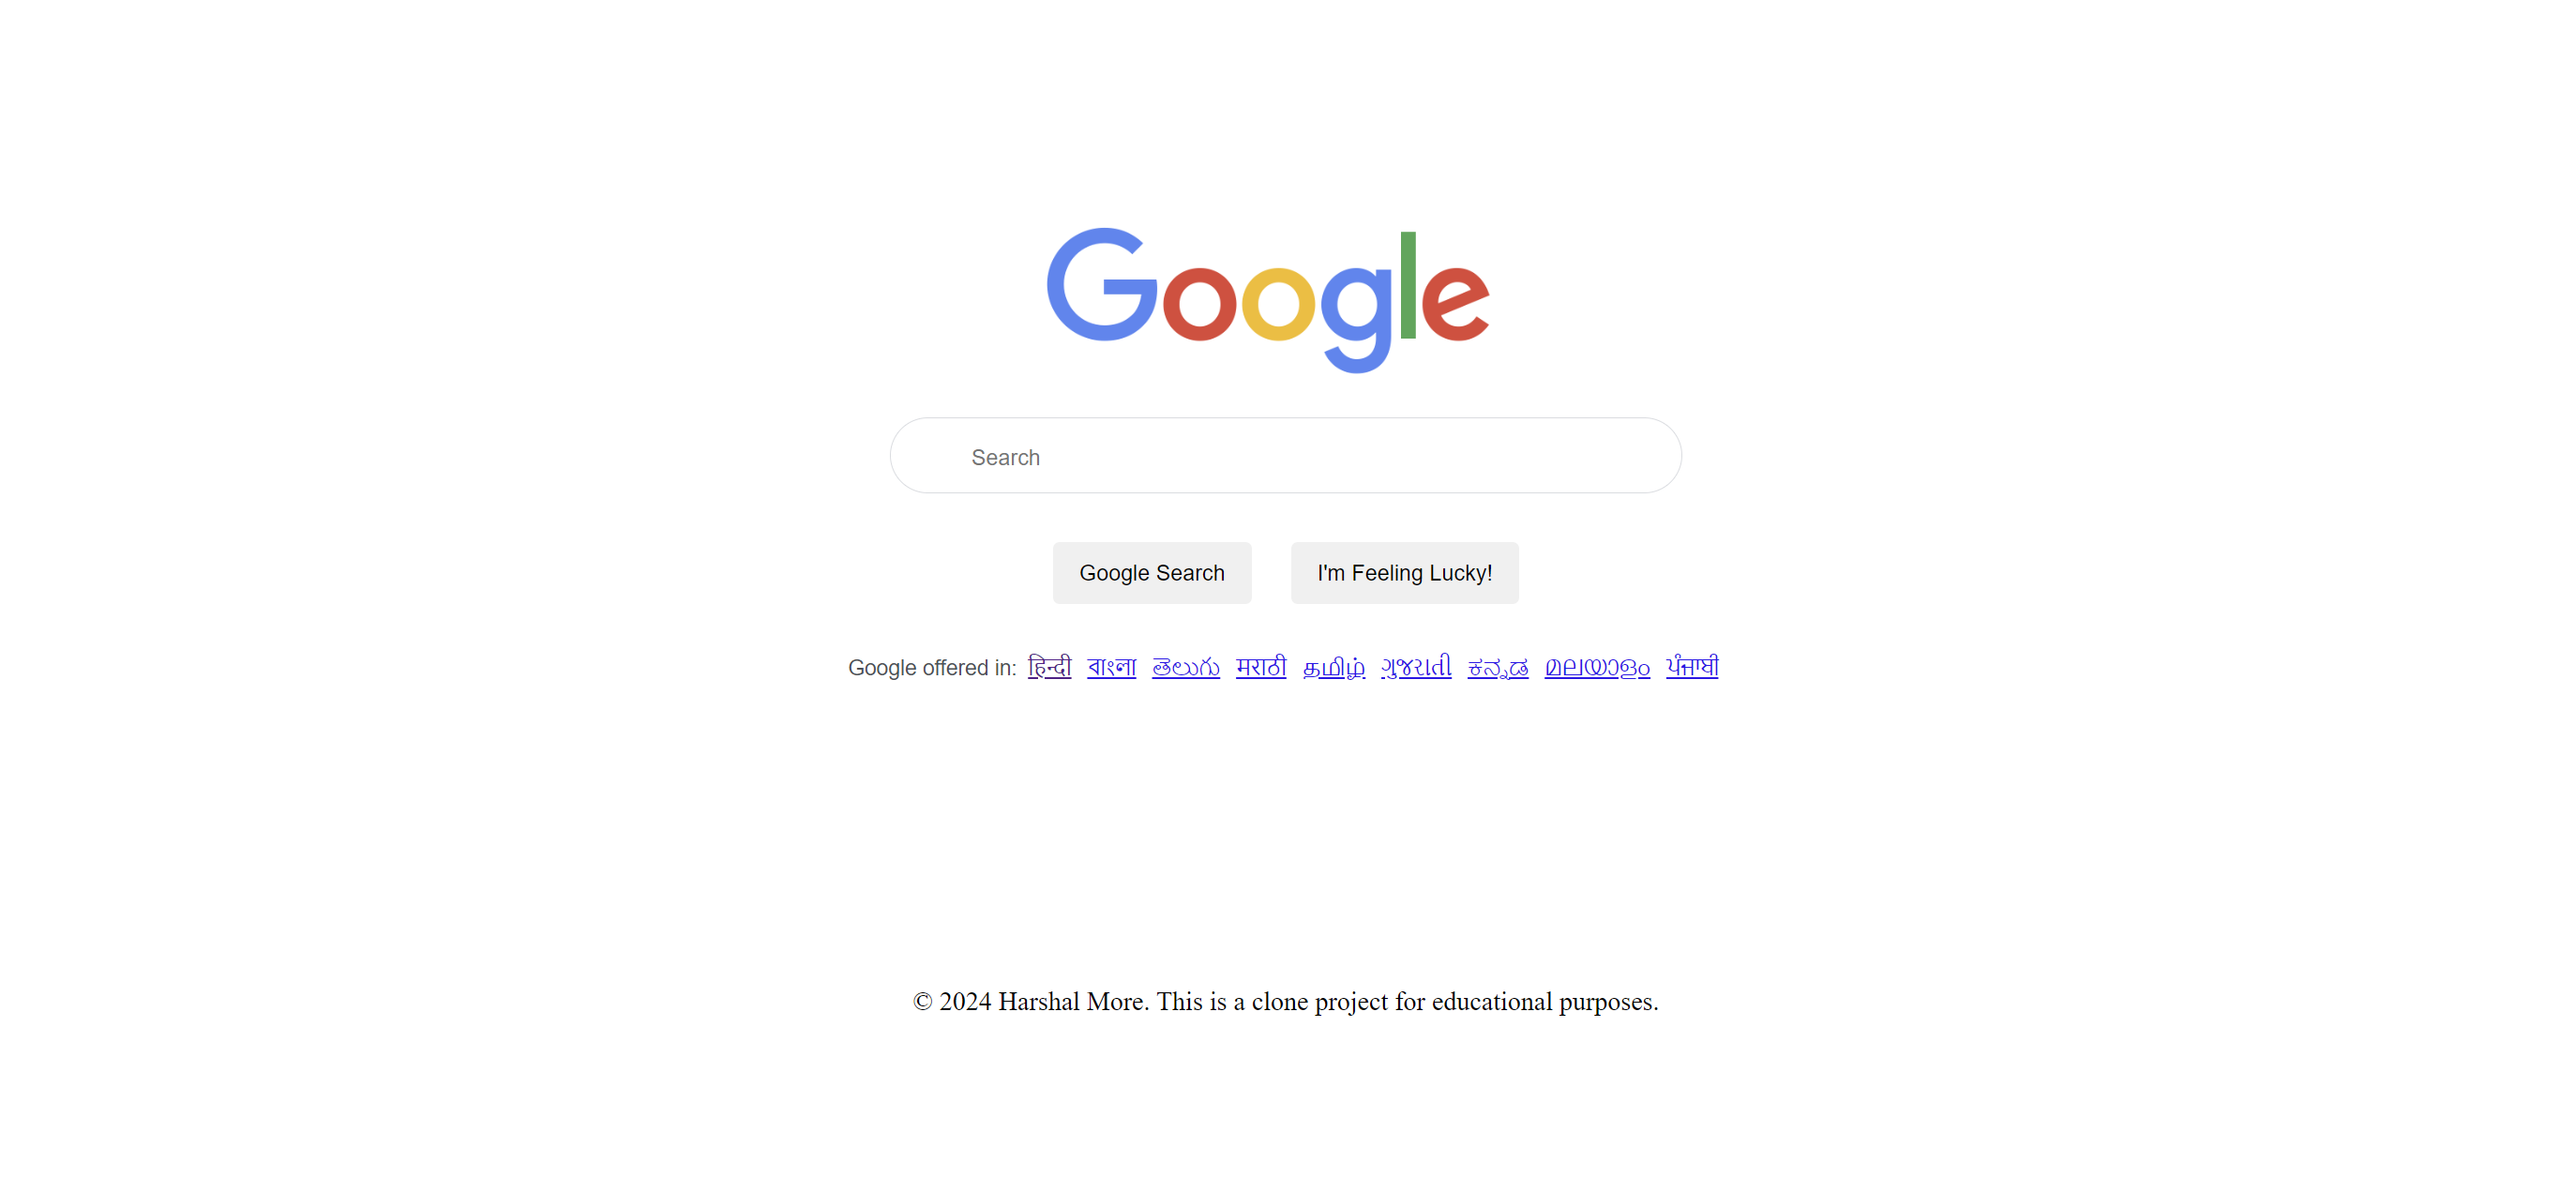 Google
Search
Google Search I'm Feeling Lucky!
Google offered in: हिन्दी বাংলা తెలుగు मराठी தமிழ் ગુજરાતી ಕನ್ನಡ മലയാളം ਪੰਜਾਬੀ
© 2024 Harshal More. This is a clone project for educational purposes.